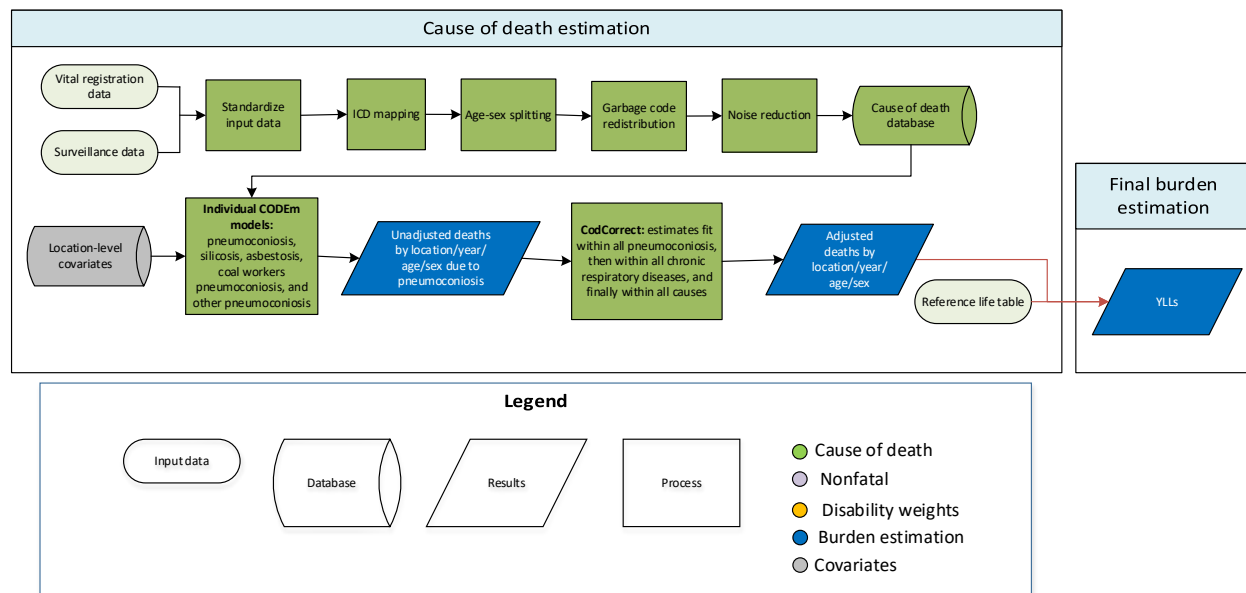 Cause of death estimation
Vital registration
data
Surveillance data
Standardize
input data
ICD mapping
Age-sex splitting
Garbage code
redistribution
Noise reduction
Cause of death
database
Location-level
covariates
Individual CODEm
models:
pneumoconiosis,
silicosis, asbestosis,
coal workers
pneumoconiosis, and
other pneumoconiosis
Unadjusted deaths
by location/year/
age/sex due to
pneumoconiosis
CodCorrect: estimates fit
within all pneumoconiosis,
then within all chronic
respiratory diseases, and
finally within all causes
Adjusted
deaths by
location/year/
age/sex
Reference life table
Final burden
estimation
YLLs
Legend
Input data
Database
Results
Process
Cause of death
Nonfatal
Disability weights
Burden estimation
Covariates